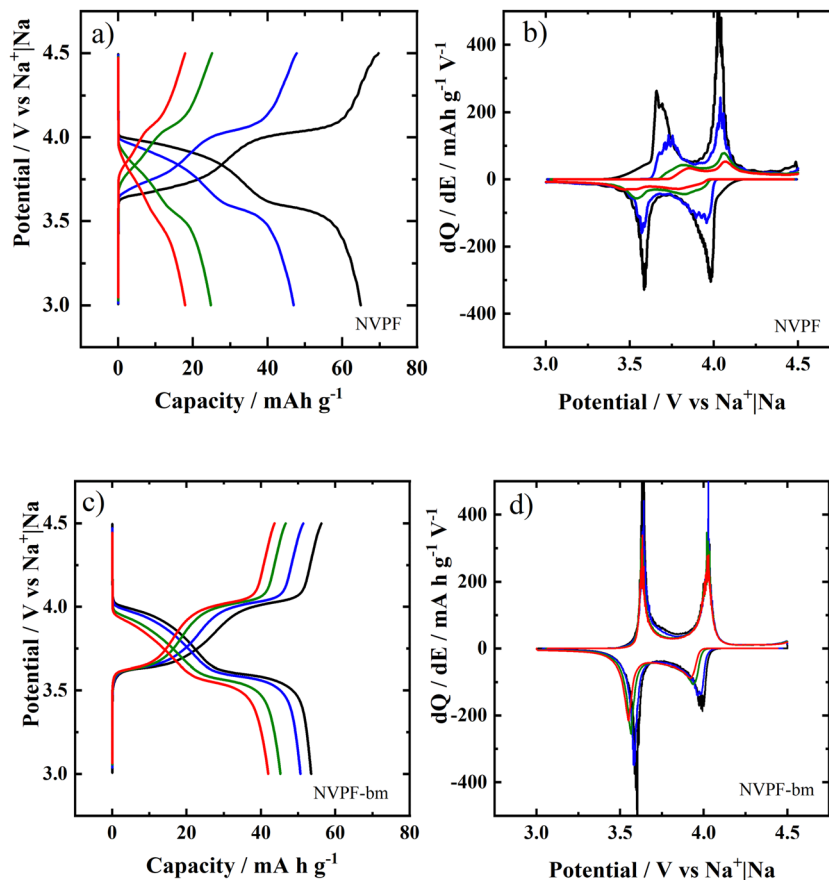 a)
4.5
4.0
3.5
3.0
Potential / V vs Na⁺|Na
NVPF
0 20 40 60 80
Capacity / mAh g⁻¹
b)
400
200
0
-200
-400
dQ / dE / mAh g⁻¹ V⁻¹
NVPF
3.0 3.5 4.0 4.5
Potential / V vs Na⁺|Na
c)
4.5
4.0
3.5
3.0
Potential / V vs Na⁺|Na
NVPF-bm
0 20 40 60 80
Capacity / mA h g⁻¹
d)
400
200
0
-200
-400
dQ / dE / mA h g⁻¹ V⁻¹
NVPF-bm
3.0 3.5 4.0 4.5
Potential / V vs Na⁺|Na